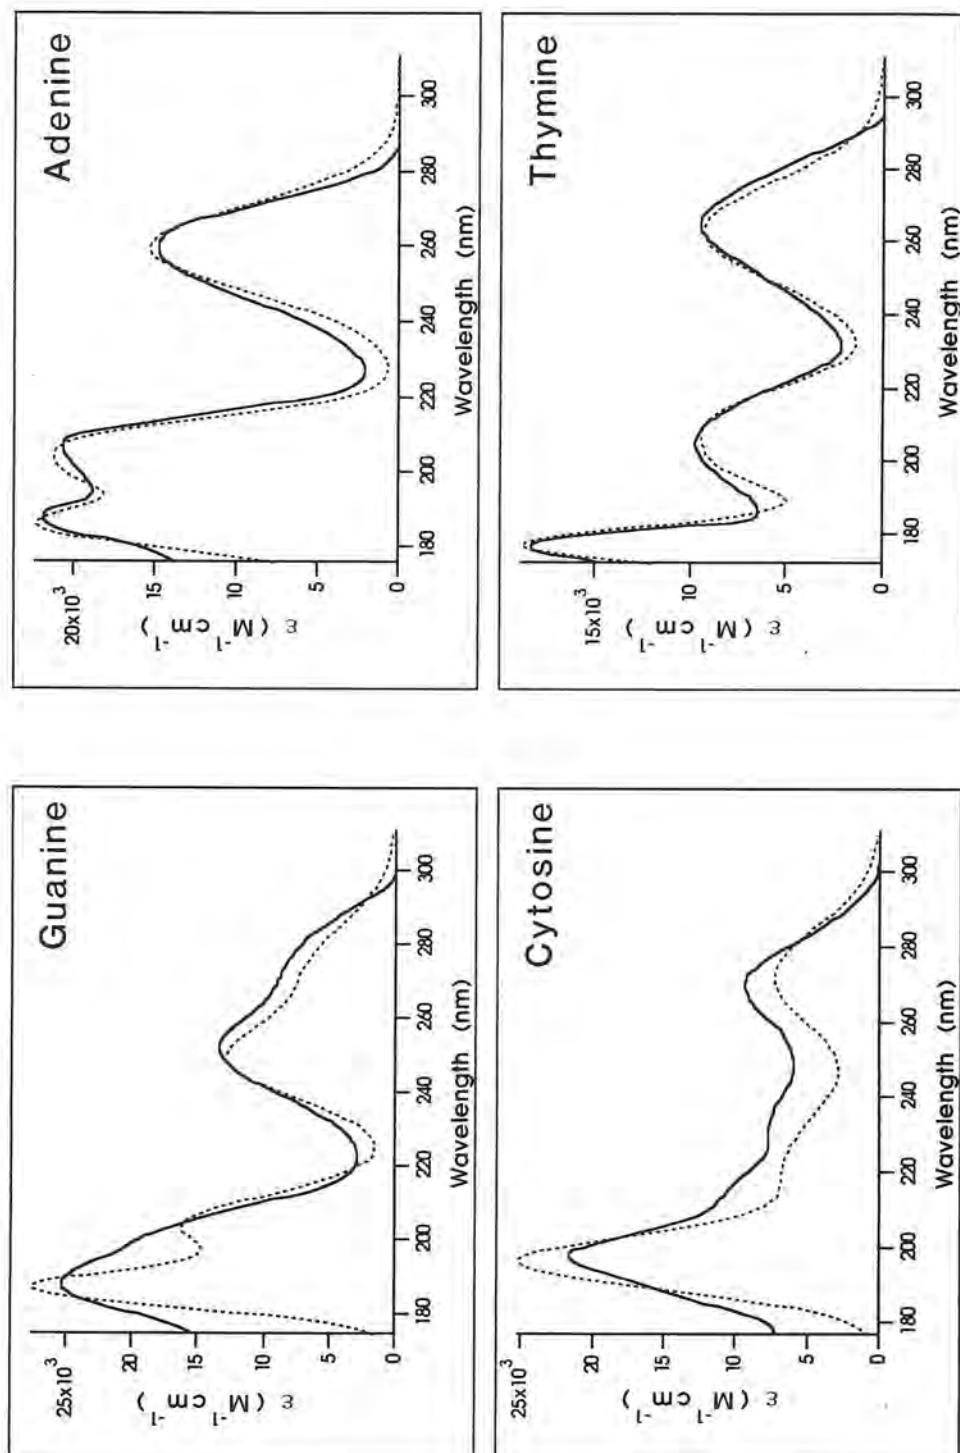 Guanine
25x10³
20
15
10
5
0
ε (M⁻¹ cm⁻¹)
180 200 220 240 260 280 300
Wavelength (nm)
Adenine
20x10³
15
10
5
0
ε (M⁻¹ cm⁻¹)
180 200 220 240 260 280 300
Wavelength (nm)
Cytosine
25x10³
20
15
10
5
0
ε (M⁻¹ cm⁻¹)
180 200 220 240 260 280 300
Wavelength (nm)
Thymine
15x10³
10
5
0
ε (M⁻¹ cm⁻¹)
180 200 220 240 260 280 300
Wavelength (nm)